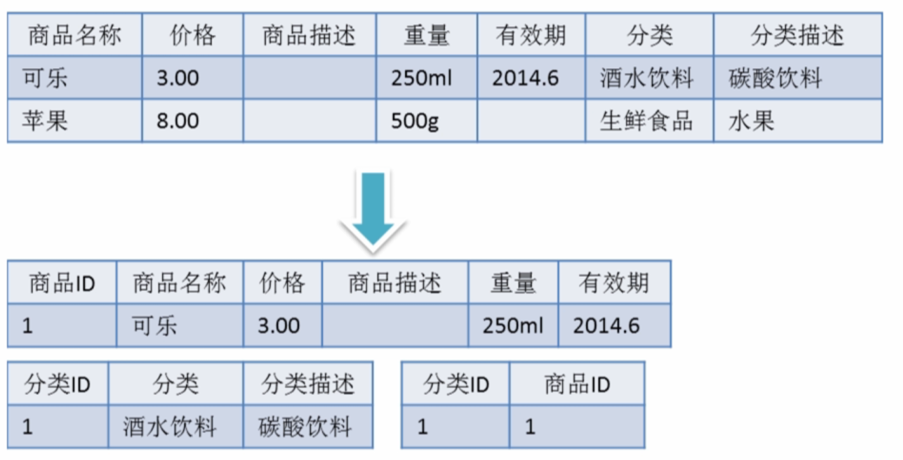 商品名称 价格 商品描述 重量 有效期 分类 分类描述
可乐 3.00 250ml 2014.6 酒水饮料 碳酸饮料
苹果 8.00 500g 生鲜食品 水果
商品ID 商品名称 价格 商品描述 重量 有效期
1 可乐 3.00 250ml 2014.6
分类ID 分类 分类描述
1 酒水饮料 碳酸饮料
分类ID 商品ID
1 1